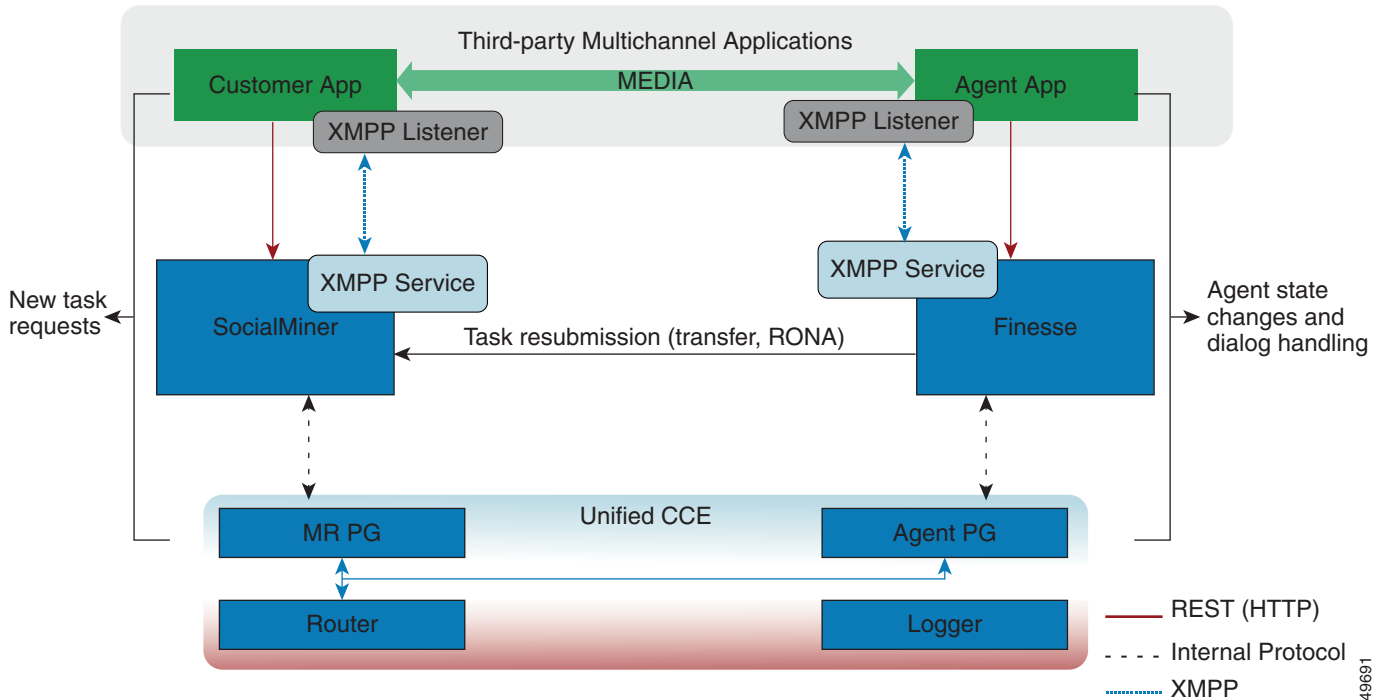 Third-party Multichannel Applications
Customer App
MEDIA
Agent App
XMPP Listener
XMPP Listener
XMPP Service
XMPP Service
New task
requests
SocialMiner
Task resubmission (transfer, RONA)
Finesse
Agent state
changes and
dialog handling
Unified CCE
MR PG
Agent PG
Router
Logger
REST (HTTP)
Internal Protocol
XMPP
49691